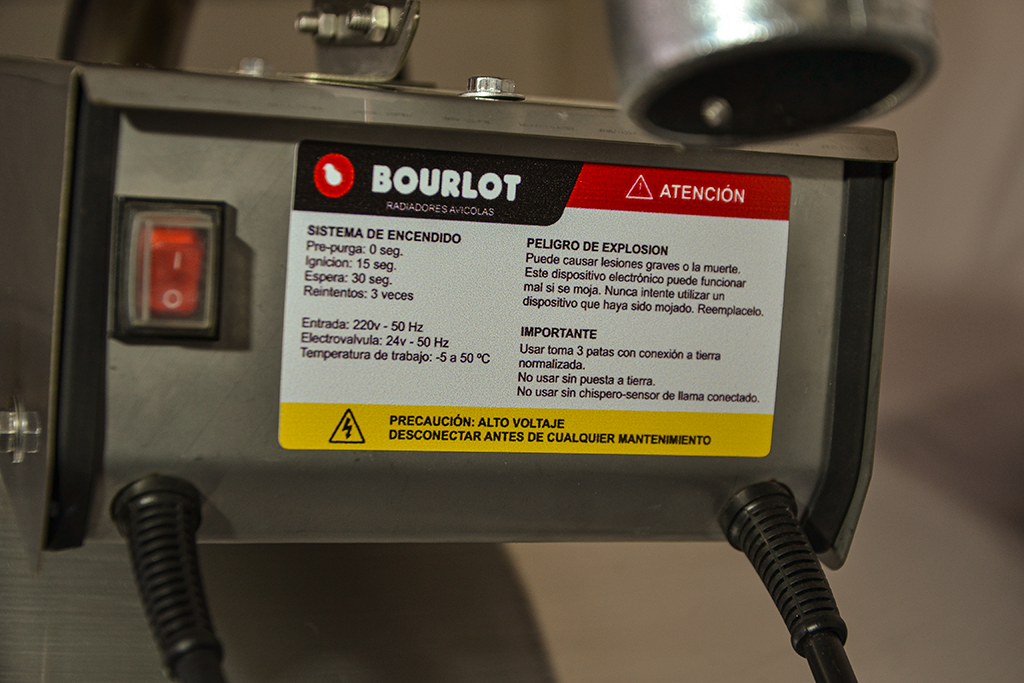 BOURLOT
RADIADORES AVICOLAS
ATENCIÓN
SISTEMA DE ENCENDIDO
Pre-purga: 0 seg.
Ignicion: 15 seg.
Espera: 30 seg.
Reintentos: 3 veces
Entrada: 220v - 50 Hz
Electrovalvula: 24v - 50 Hz
Temperatura de trabajo: -5 a 50 ºC
PELIGRO DE EXPLOSION
Puede causar lesiones graves o la muerte.
Este dispositivo electrónico puede funcionar
mal si se moja. Nunca intente utilizar un
dispositivo que haya sido mojado. Reemplacelo.
IMPORTANTE
Usar toma 3 patas con conexión a tierra
normalizada.
No usar sin puesta a tierra.
No usar sin chispero-sensor de llama conectado.
PRECAUCIÓN: ALTO VOLTAJE
DESCONECTAR ANTES DE CUALQUIER MANTENIMIENTO